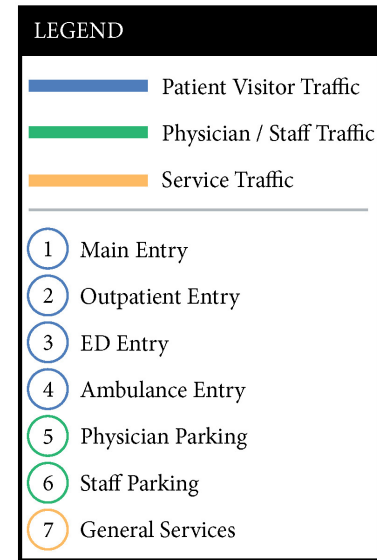 LEGEND
Patient Visitor Traffic
Physician / Staff Traffic
Service Traffic
1 Main Entry
2 Outpatient Entry
3 ED Entry
4 Ambulance Entry
5 Physician Parking
6 Staff Parking
7 General Services